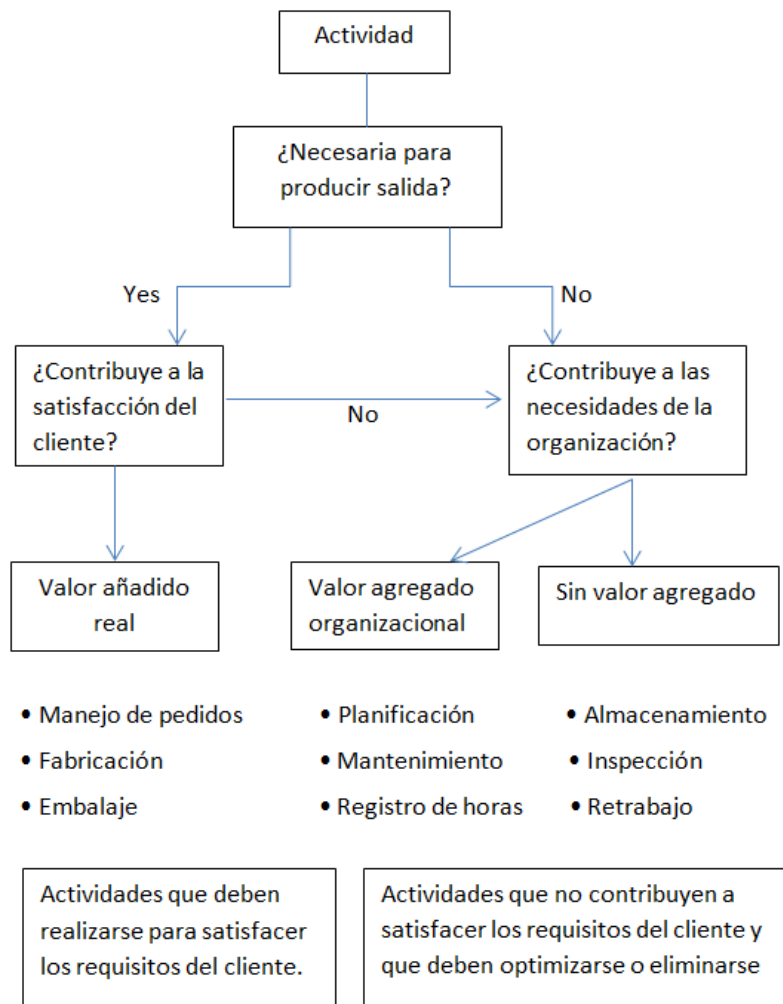 Actividad
¿Necesaria para
producir salida?
Yes
No
¿Contribuye a la
satisfacción del
cliente?
No
¿Contribuye a las
necesidades de la
organización?
Valor añadido
real
Valor agregado
organizacional
Sin valor agregado
• Manejo de pedidos
• Fabricación
• Embalaje
• Planificación
• Mantenimiento
• Registro de horas
• Almacenamiento
• Inspección
• Retrabajo
Actividades que deben
realizarse para satisfacer
los requisitos del cliente.
Actividades que no contribuyen a
satisfacer los requisitos del cliente y
que deben optimizarse o eliminarse